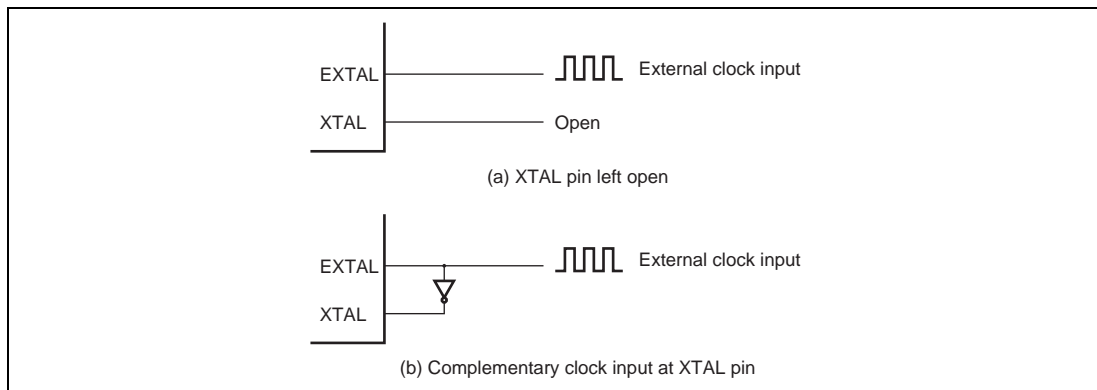 EXTAL
External clock input
XTAL
Open
(a) XTAL pin left open
EXTAL
External clock input
XTAL
(b) Complementary clock input at XTAL pin